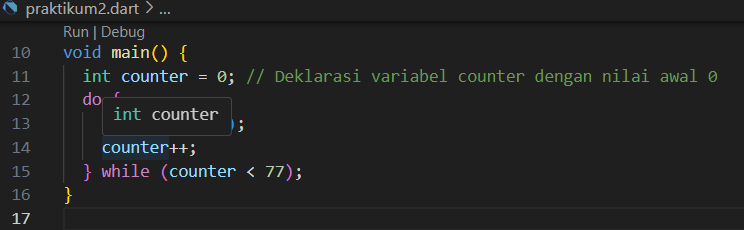 praktikum2.dart > ...
Run | Debug
10 void main() {
11 int counter = 0; // Deklarasi variabel counter dengan nilai awal 0
12 do {
int counter
13 );
14 counter++;
15 } while (counter < 77);
16 }
17